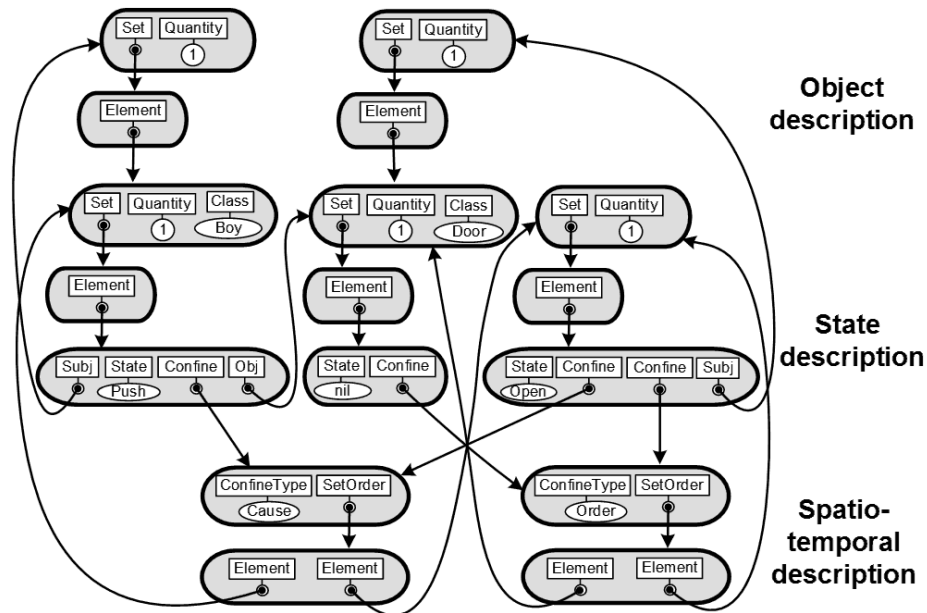 Set Quantity
1
Set Quantity
1
Object
description
Element
Element
Set Quantity Class
1 Boy
Set Quantity Class
1 Door
Set Quantity
1
Element
Element
Element
State
description
Subj State Confine Obj
Push
State Confine
nil
State Confine Confine Subj
Open
ConfineType SetOrder
Cause
ConfineType SetOrder
Order
Spatio-
temporal
description
Element Element
Element Element